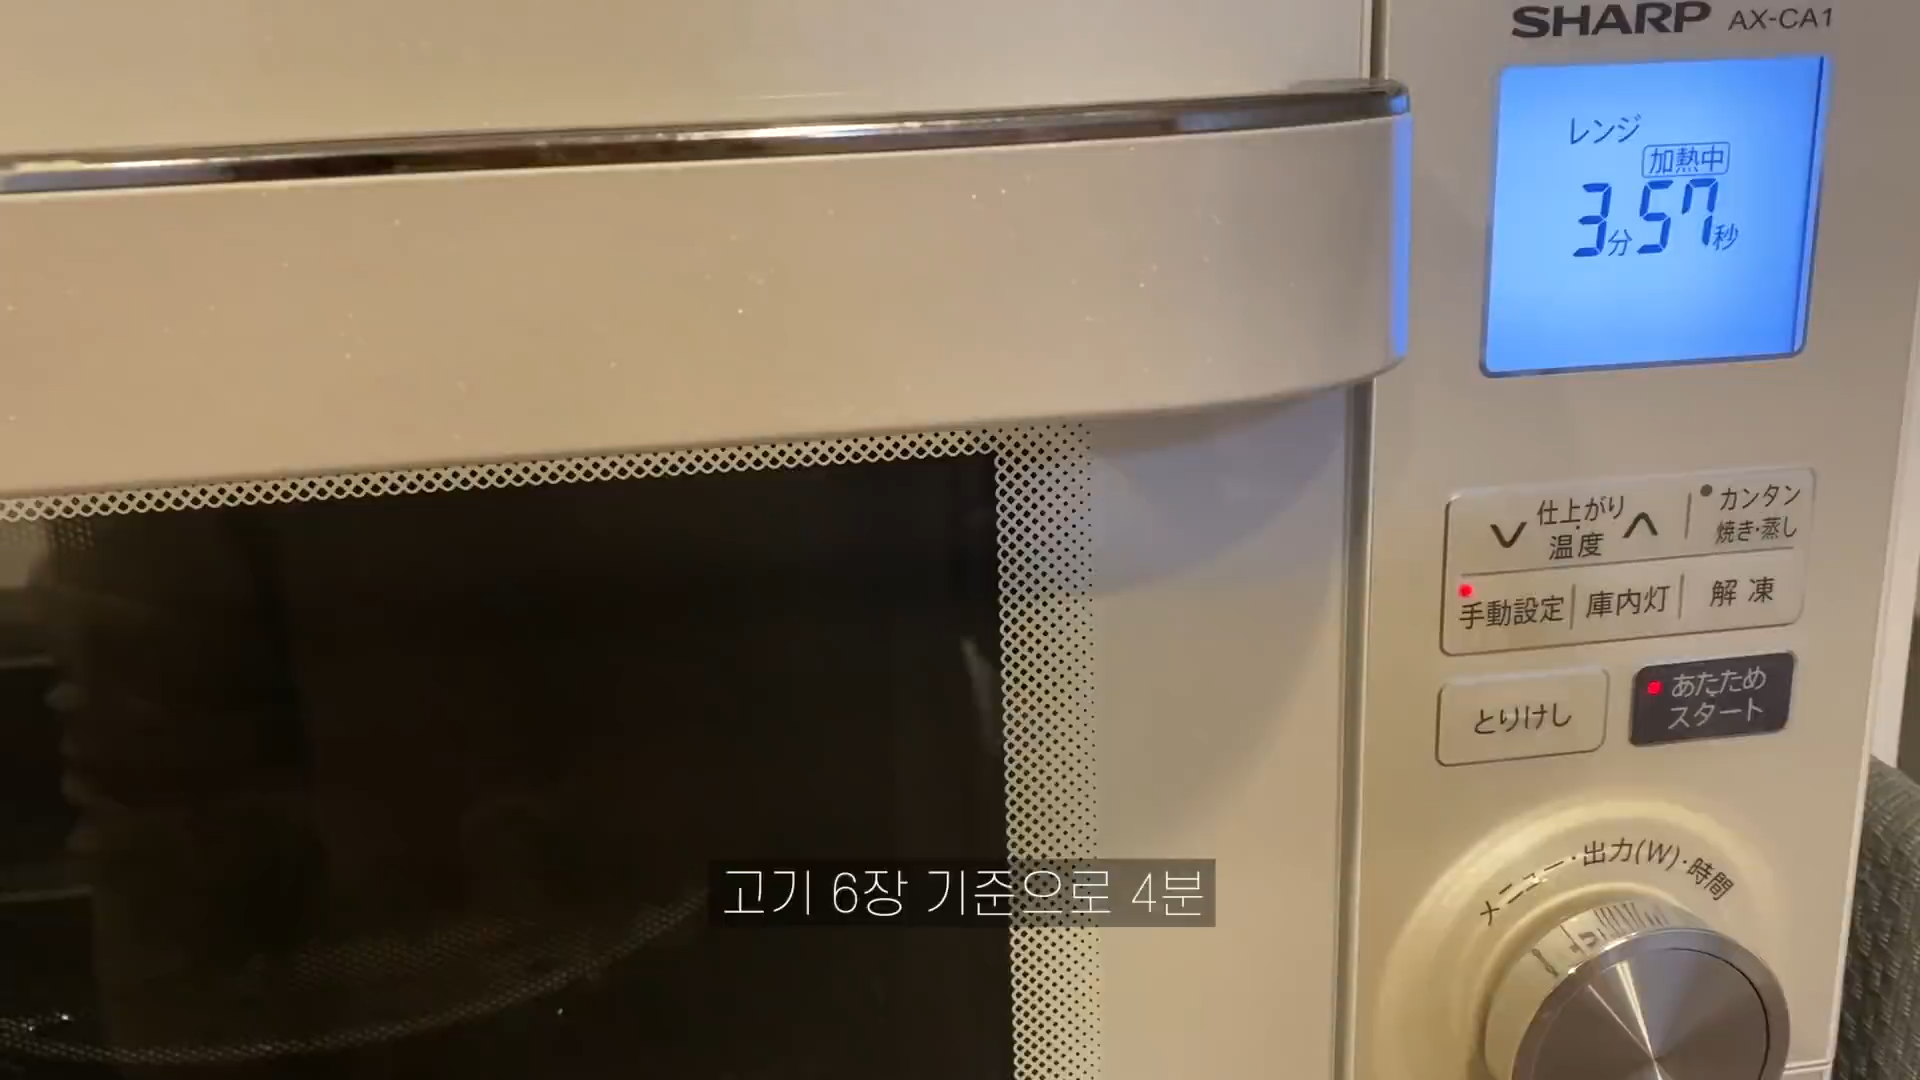 SHARP AX-CA1
レンジ
加熱中
3分57秒
仕上がり
温度
カンタン
焼き・蒸し
手動設定
庫内灯
解凍
とりけし
あたため
スタート
メニュー・出力(W)・時間
고기 6장 기준으로 4분